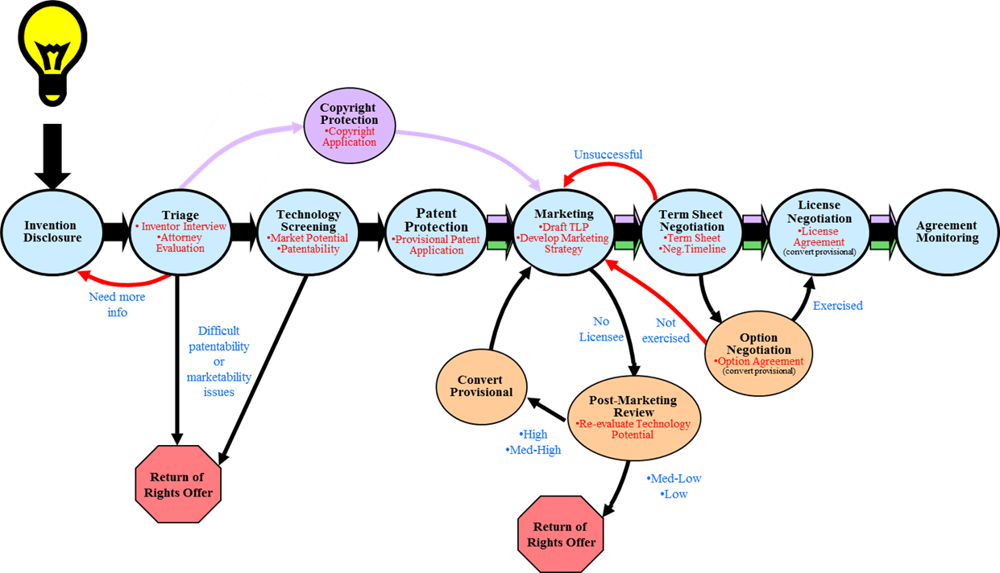 Copyright
Protection
•Copyright
Application
Unsuccessful
Invention
Disclosure
Triage
• Inventor Interview
•Attorney
Evaluation
Technology
Screening
•Market Potential
•Patentability
Patent
Protection
•Provisional Patent
Application
Marketing
•Draft TLP
•Develop Marketing
Strategy
Term Sheet
Negotiation
•Term Sheet
•Neg.Timeline
License
Negotiation
•License
Agreement
(convert provisional)
Agreement
Monitoring
Need more
info
Difficult
patentability
or
marketability
issues
No
Licensee
Not
exercised
Exercised
Option
Negotiation
•Option Agreement
(convert provisional)
Convert
Provisional
Post-Marketing
Review
•Re-evaluate Technology
Potential
•High
•Med-High
•Med-Low
•Low
Return of
Rights Offer
Return of
Rights Offer